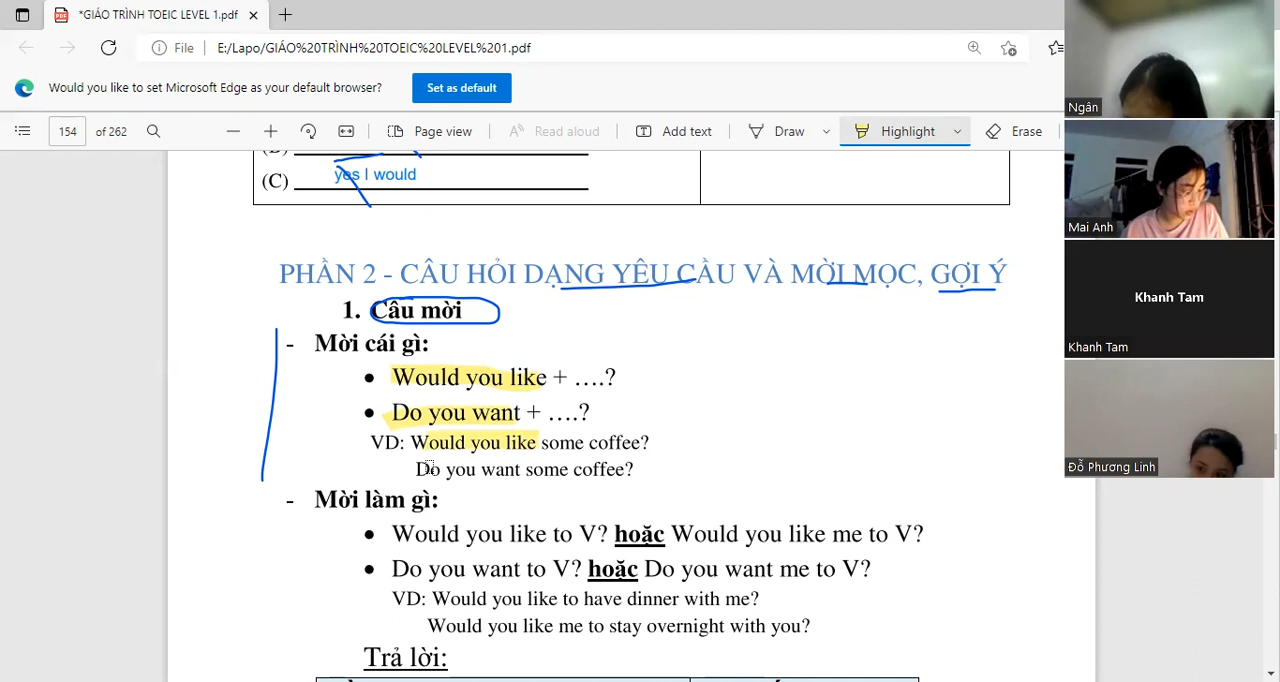 *GIÁO TRÌNH TOEIC LEVEL 1.pdf
File E:/Lapo/GIÁO%20TRÌNH%20TOEIC%20LEVEL%201.pdf
Would you like to set Microsoft Edge as your default browser? Set as default
154 of 262 Page view Read aloud Add text Draw Highlight Erase
(C) yes I would
PHẦN 2 - CÂU HỎI DẠNG YÊU CẦU VÀ MỜI MỌC, GỢI Ý
1. Câu mời
- Mời cái gì:
• Would you like + ….?
• Do you want + ….?
VD: Would you like some coffee?
Do you want some coffee?
- Mời làm gì:
• Would you like to V? hoặc Would you like me to V?
• Do you want to V? hoặc Do you want me to V?
VD: Would you like to have dinner with me?
Would you like me to stay overnight with you?
Trả lời:
Ngân
Mai Anh
Khanh Tam
Khanh Tam
Đỗ Phương Linh